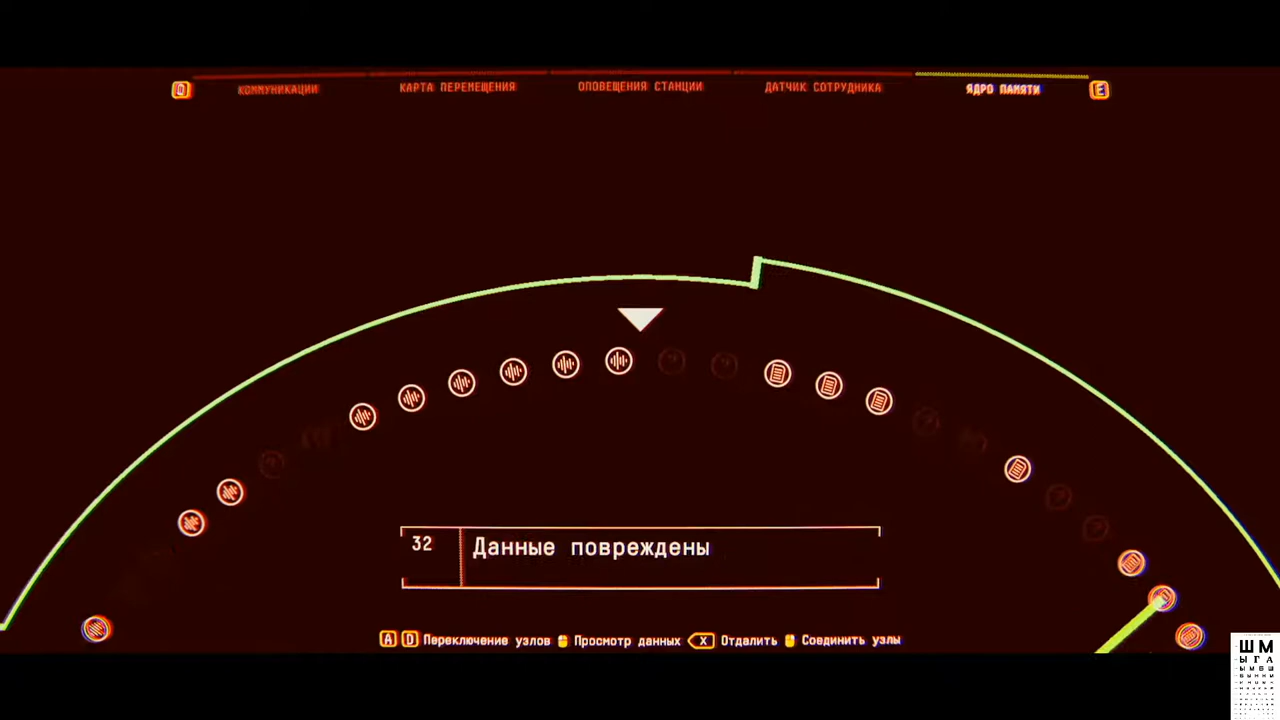 Q КОММУНИКАЦИИ КАРТА ПЕРЕМЕЩЕНИЯ ОПОВЕЩЕНИЯ СТАНЦИИ ДАТЧИК СОТРУДНИКА ЯДРО ПАМЯТИ E
32 Данные повреждены
A D Переключение узлов Просмотр данных X Отдалить Соединить узлы
Ш М
Ы Г А